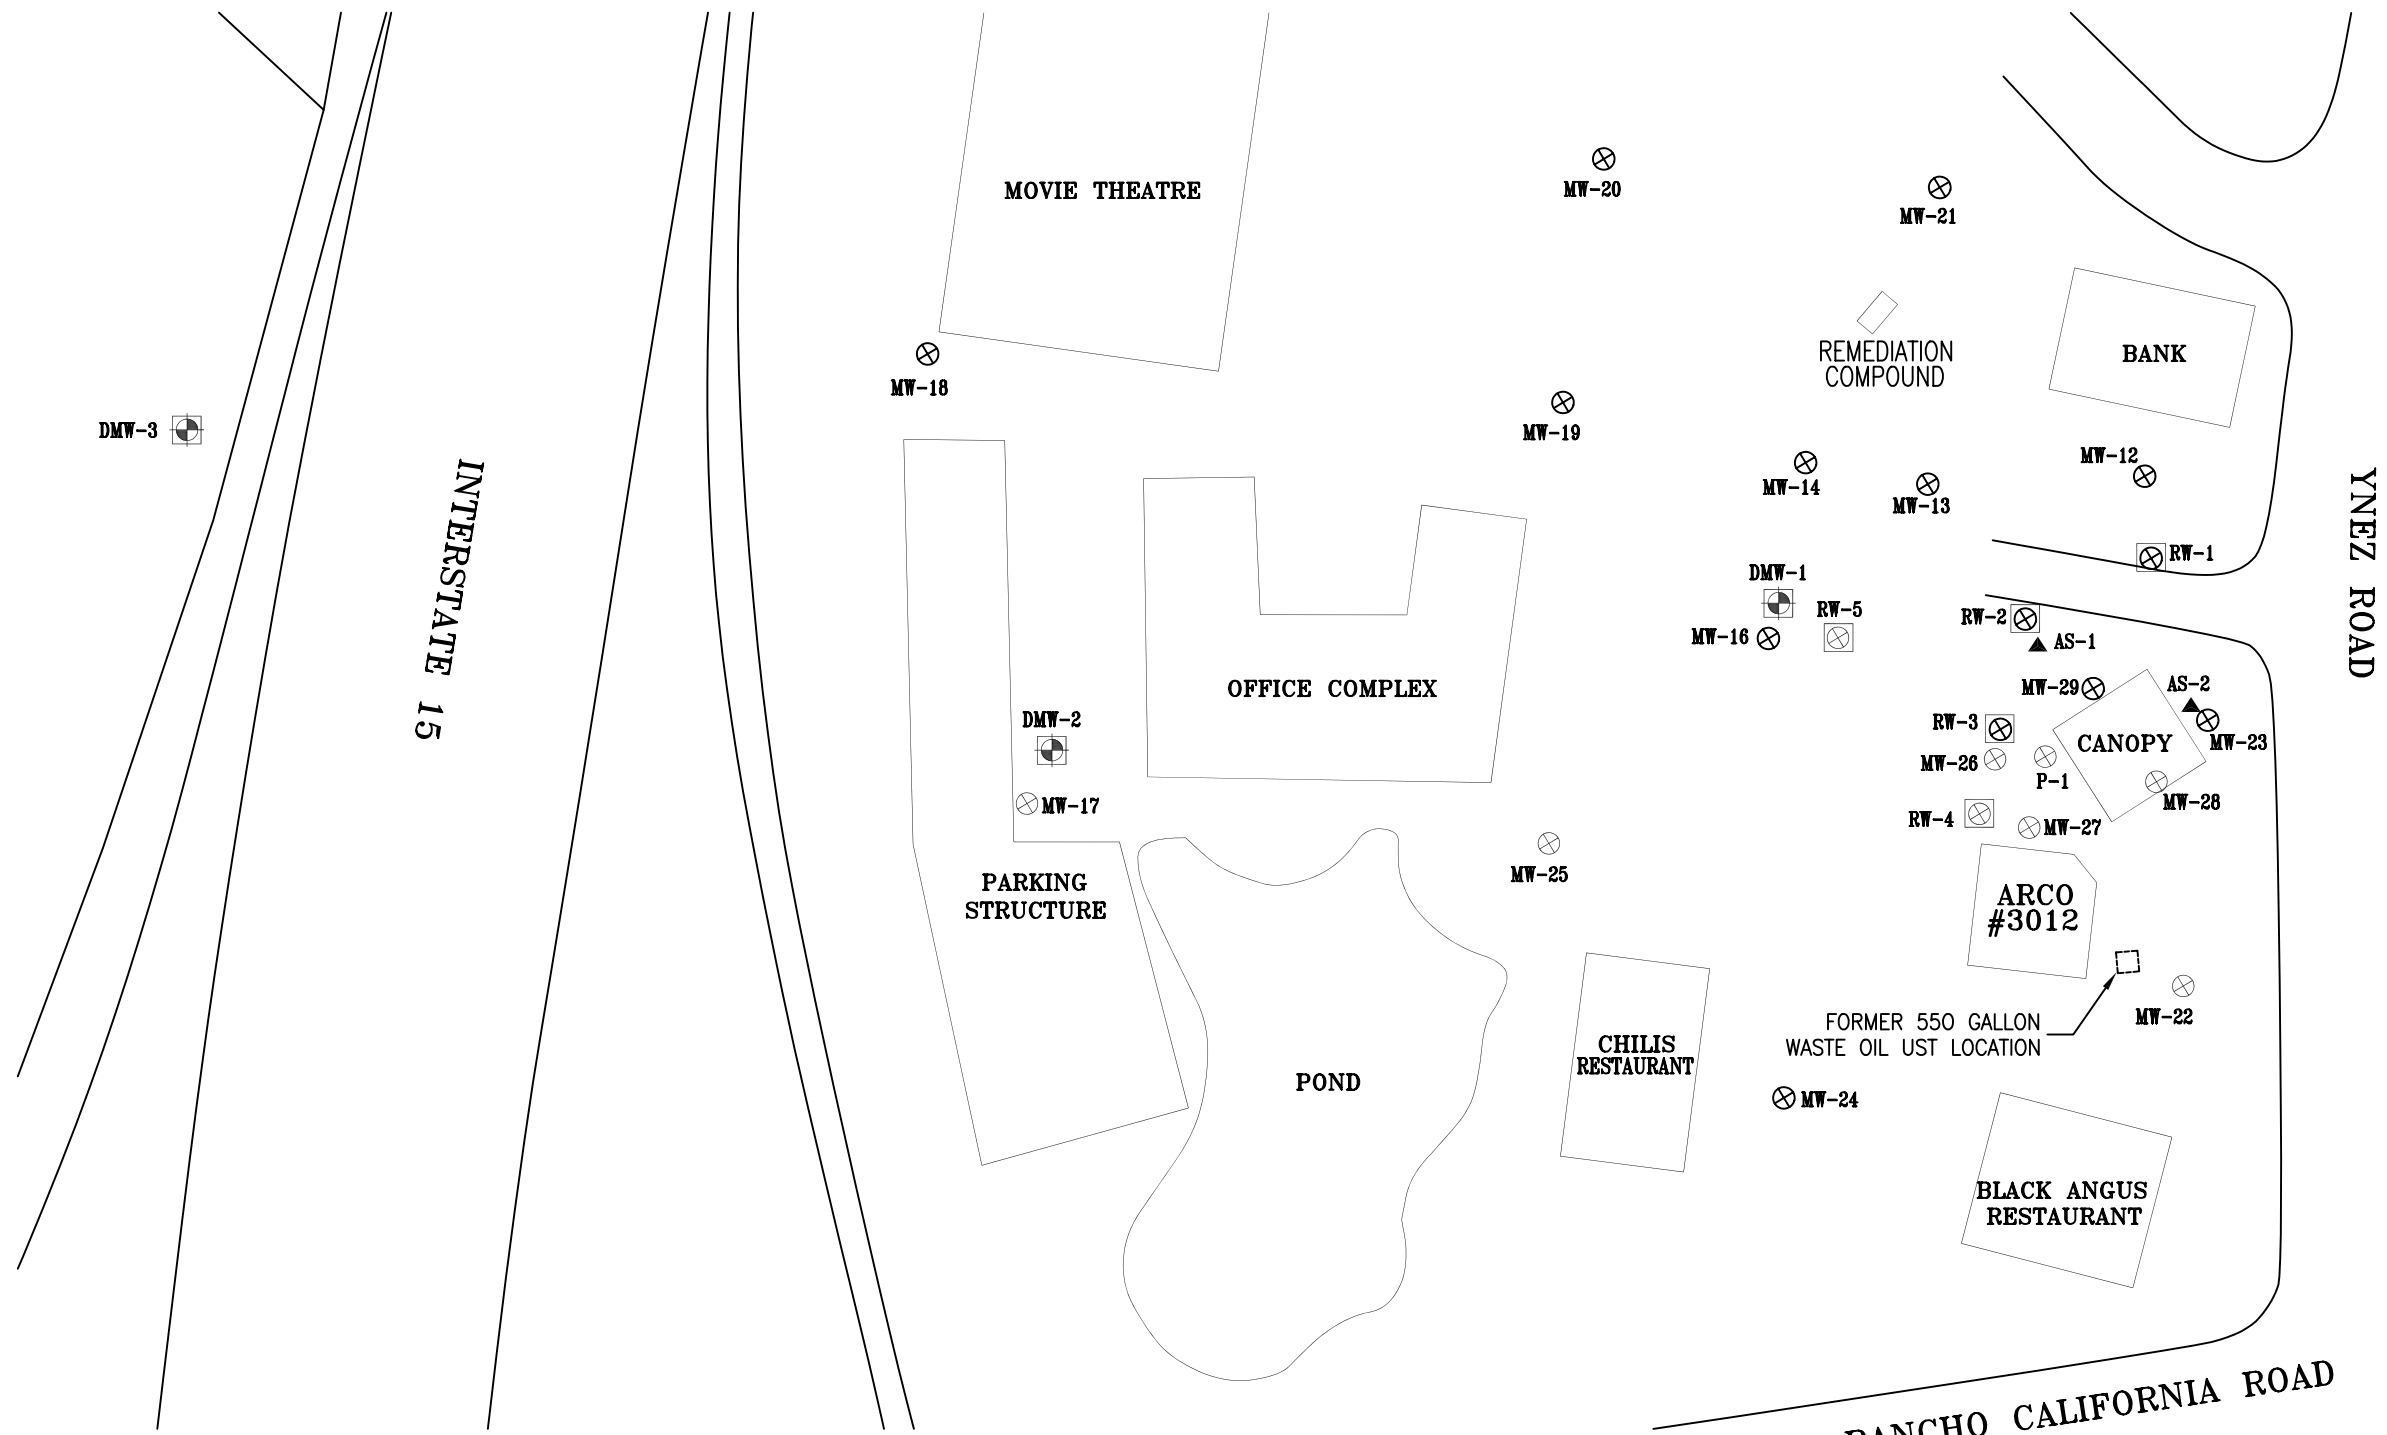 MOVIE THEATRE
MW-20
MW-21
REMEDIATION
COMPOUND
BANK
MW-18
DMW-3
MW-19
MW-12
MW-14
MW-13
INTERSTATE 15
YNEZ ROAD
RW-1
DMW-1
RW-5
RW-2
MW-16
AS-1
OFFICE COMPLEX
MW-29
AS-2
DMW-2
RW-3
CANOPY
MW-23
MW-26
P-1
MW-17
MW-28
RW-4
MW-27
MW-25
PARKING
STRUCTURE
ARCO
#3012
MW-22
FORMER 550 GALLON
WASTE OIL UST LOCATION
CHILIS
RESTAURANT
POND
MW-24
BLACK ANGUS
RESTAURANT
RANCHO CALIFORNIA ROAD